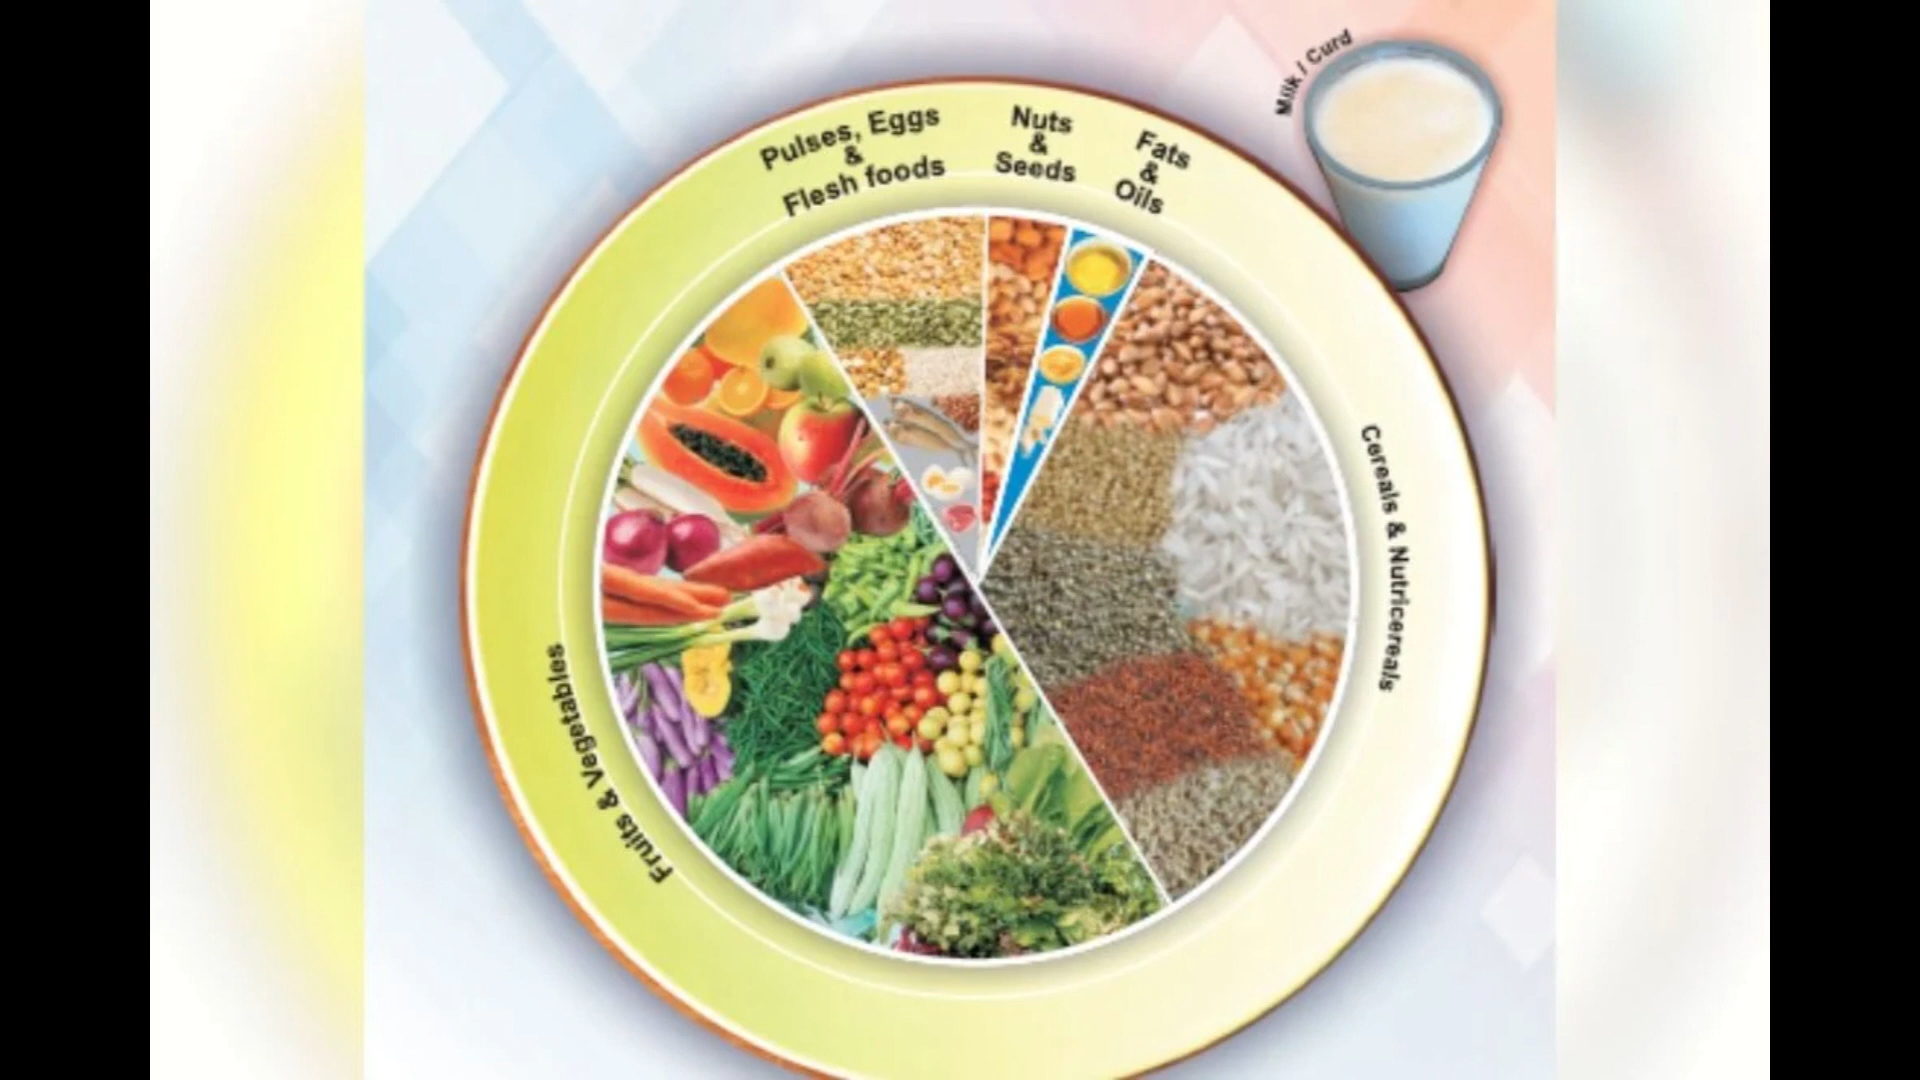 Milk / Curd
Pulses, Eggs
&
Flesh foods
Nuts
&
Seeds
Fats
&
Oils
Cereals & Nutricereals
Fruits & Vegetables